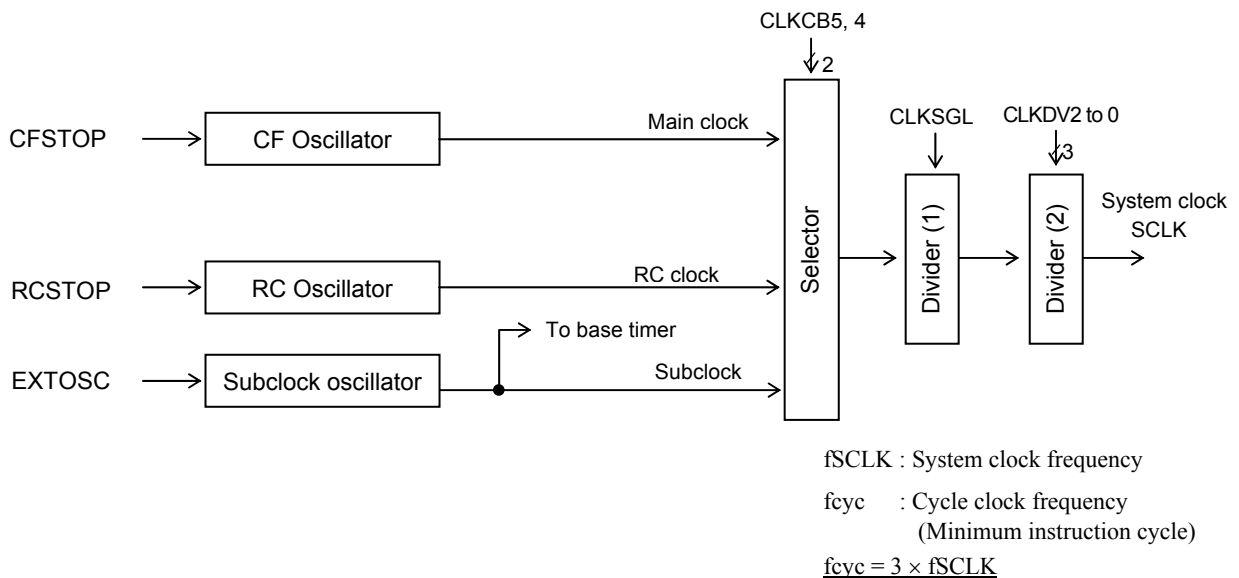 CLKCB5, 4
2
CFSTOP
CF Oscillator
Main clock
CLKSGL
CLKDV2 to 0
3
Selector
Divider (1)
Divider (2)
System clock
SCLK
RCSTOP
RC Oscillator
RC clock
To base timer
EXTOSC
Subclock oscillator
Subclock
fSCLK : System clock frequency
fcyc : Cycle clock frequency
(Minimum instruction cycle)
fcyc = 3 × fSCLK